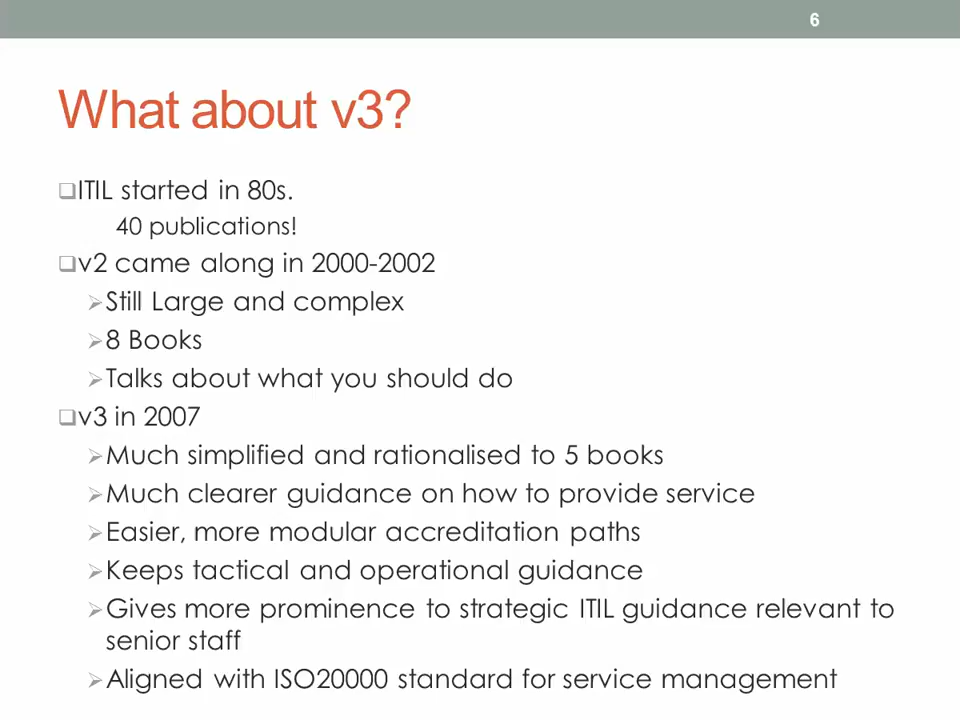 6
What about v3?
ITIL started in 80s.
40 publications!
v2 came along in 2000-2002
Still Large and complex
8 Books
Talks about what you should do
v3 in 2007
Much simplified and rationalised to 5 books
Much clearer guidance on how to provide service
Easier, more modular accreditation paths
Keeps tactical and operational guidance
Gives more prominence to strategic ITIL guidance relevant to
senior staff
Aligned with ISO20000 standard for service management